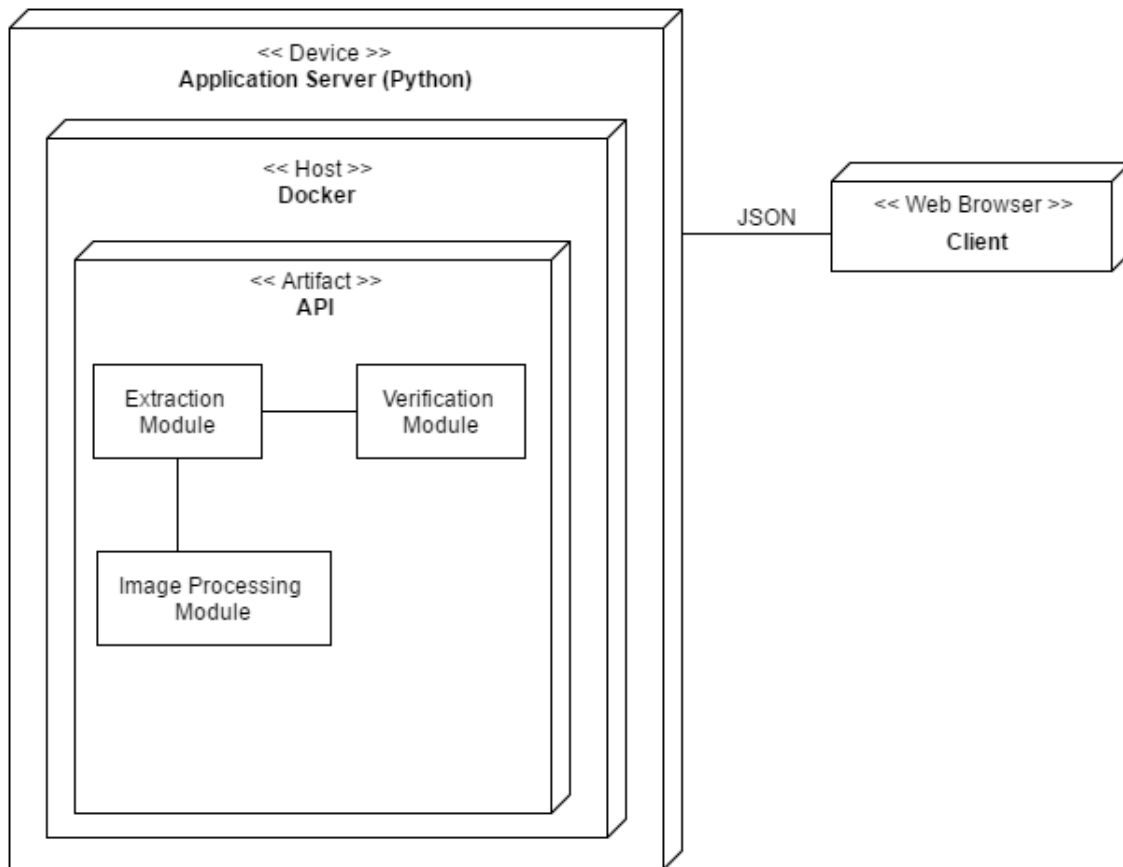 << Device >>
Application Server (Python)
<< Host >>
Docker
<< Artifact >>
API
Extraction
Module
Verification
Module
Image Processing
Module
JSON
<< Web Browser >>
Client